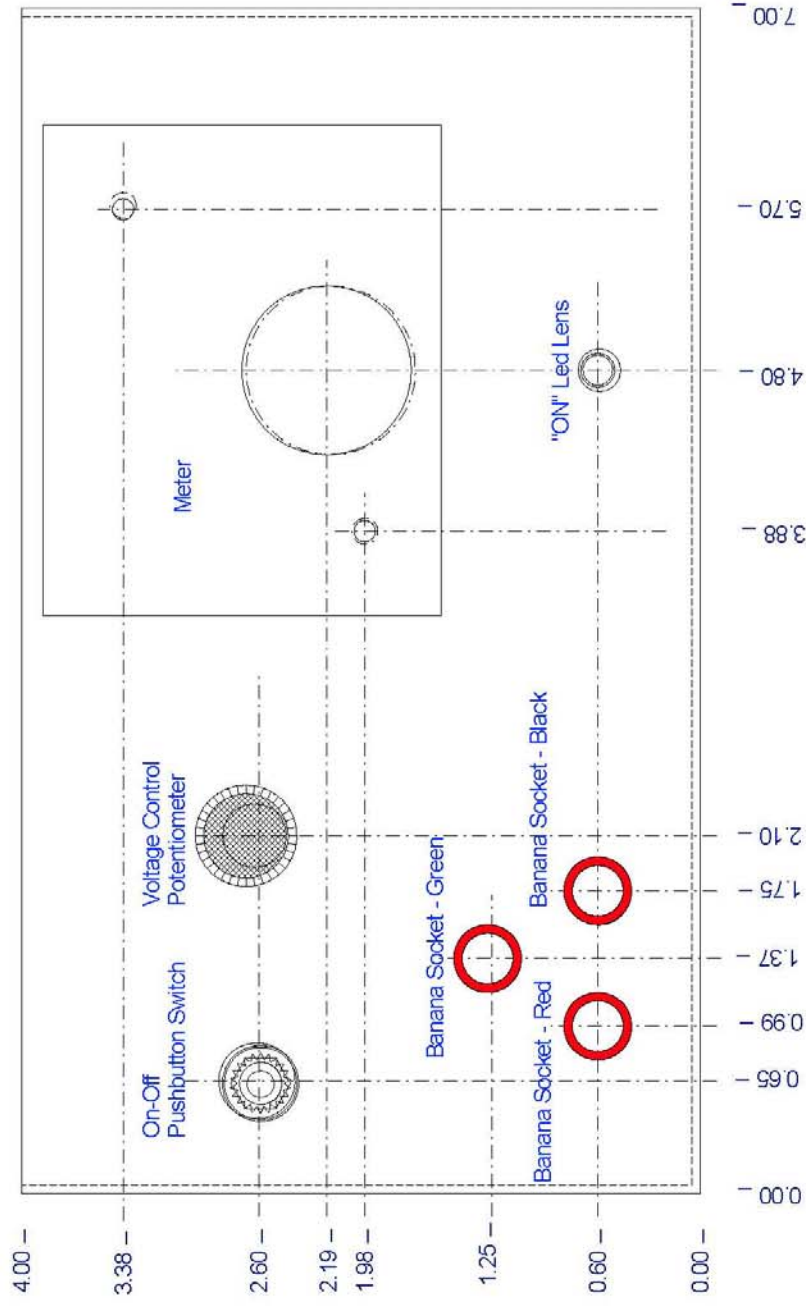 4.00
3.38
2.60
2.19
1.98
1.25
0.60
0.00
On-Off
Pushbutton Switch
Voltage Control
Potentiometer
Meter
Banana Socket - Green
Banana Socket - Red
Banana Socket - Black
"ON" Led Lens
0.00
0.65
0.99
1.37
1.75
2.10
3.88
4.80
5.70
7.00